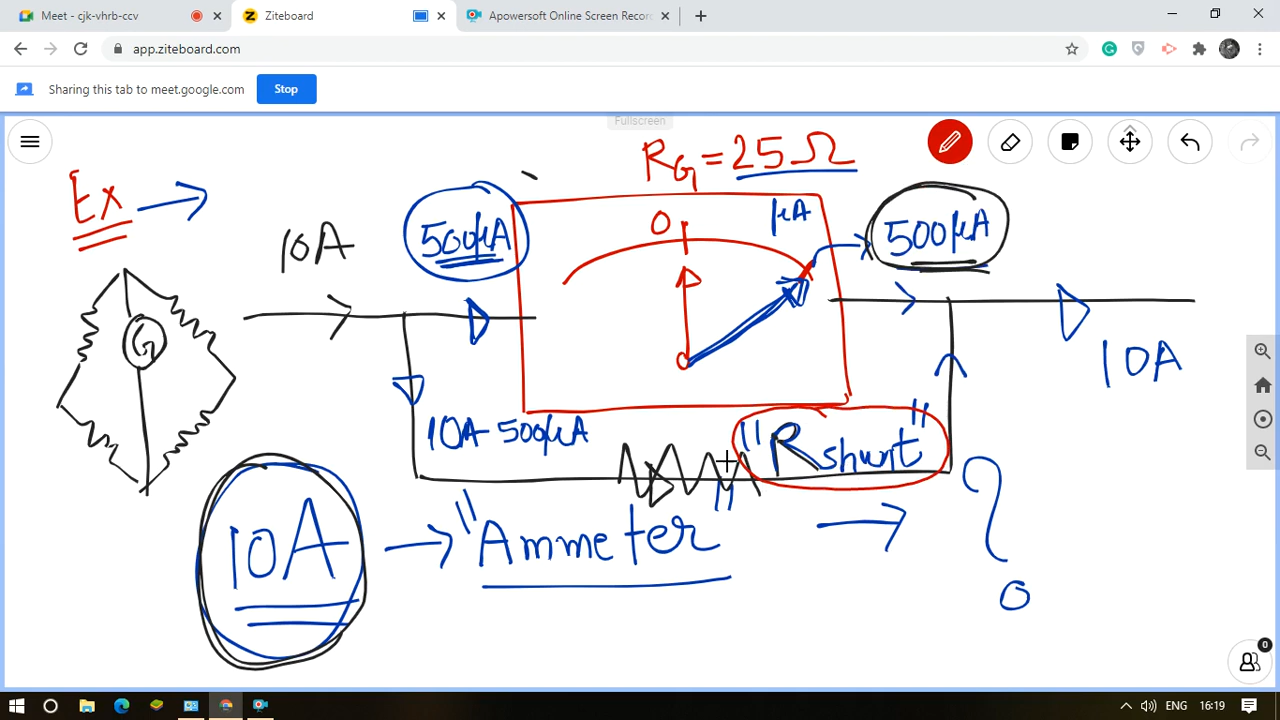 Meet - cjk-vhrb-ccv
Ziteboard
Apowersoft Online Screen Recor
app.ziteboard.com
Sharing this tab to meet.google.com
Stop
Fullscreen
Ex
RG = 25 Ω
10A
500μA
0
μA
500μA
G
10A
10A - 500μA
"Rshunt"
10A → "Ammeter" → ?
0
ENG
16:19